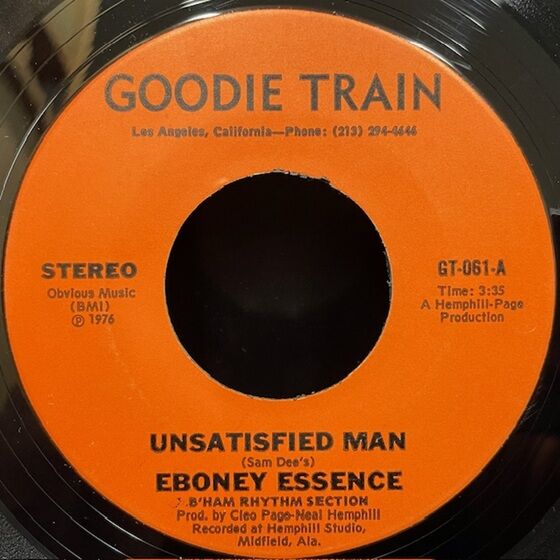 GOODIE TRAIN
Los Angeles, California—Phone: (213) 294-4646
STEREO
Obvious Music
(BMI)
Ⓟ 1976
GT-061-A
Time: 3:35
A Hemphill-Page
Production
UNSATISFIED MAN
(Sam Dee's)
EBONEY ESSENCE
B'HAM RHYTHM SECTION
Prod. by Cleo Page-Neal Hemphill
Recorded at Hemphill Studio,
Midfield, Ala.